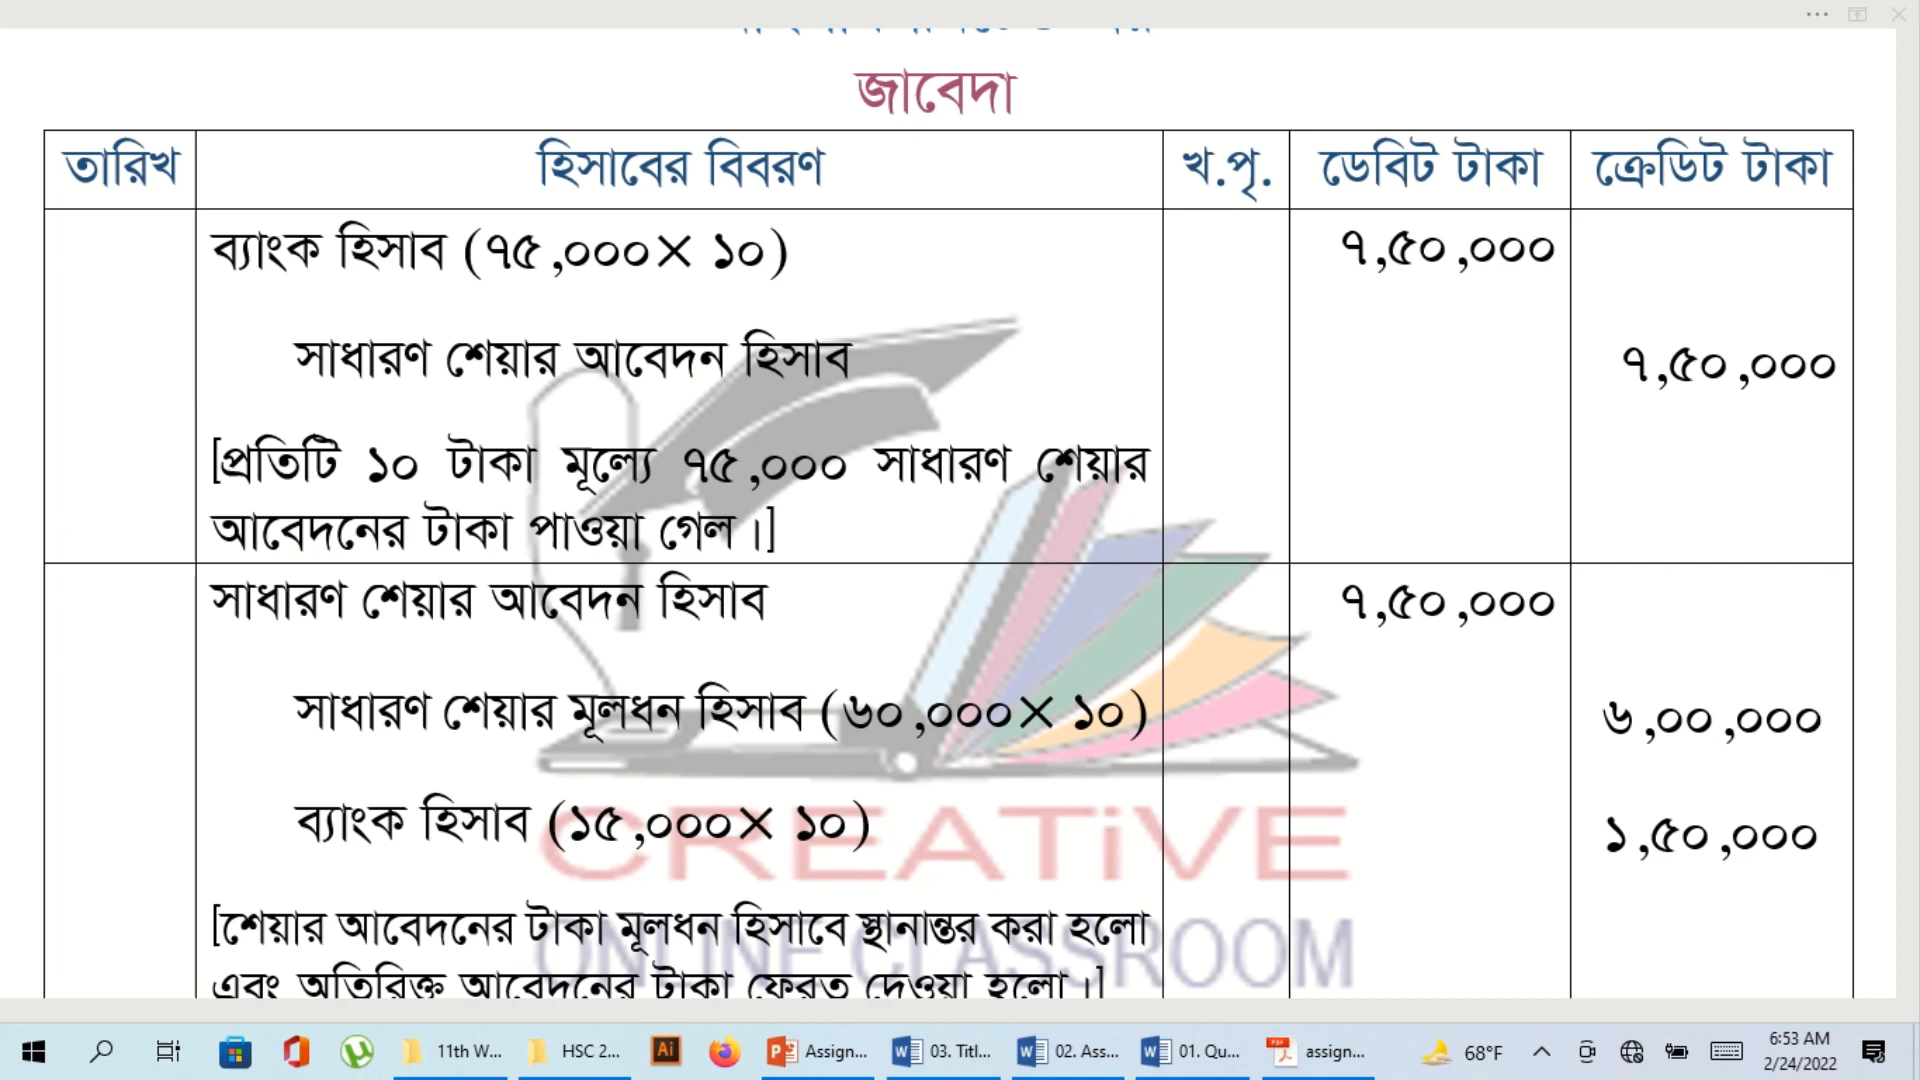 জাবেদা
তারিখ হিসাবের বিবরণ খ.পৃ. ডেবিট টাকা ক্রেডিট টাকা
ব্যাংক হিসাব (৭৫,০০০× ১০) ৭,৫০,০০০
সাধারণ শেয়ার আবেদন হিসাব ৭,৫০,০০০
[প্রতিটি ১০ টাকা মূল্যে ৭৫,০০০ সাধারণ শেয়ার
আবেদনের টাকা পাওয়া গেল।]
সাধারণ শেয়ার আবেদন হিসাব ৭,৫০,০০০
সাধারণ শেয়ার মূলধন হিসাব (৬০,০০০× ১০) ৬,০০,০০০
ব্যাংক হিসাব (১৫,০০০× ১০) ১,৫০,০০০
[শেয়ার আবেদনের টাকা মূলধন হিসাবে স্থানান্তর করা হলো
এবং অতিরিক্ত আবেদনের টাকা ফেরত দেওয়া হলো।]
CREATiVE
ONLINE CLASSROOM
11th W... HSC 2... Ai Assign... 03. Titl... 02. Ass... 01. Qu... assign... 68°F 6:53 AM
2/24/2022